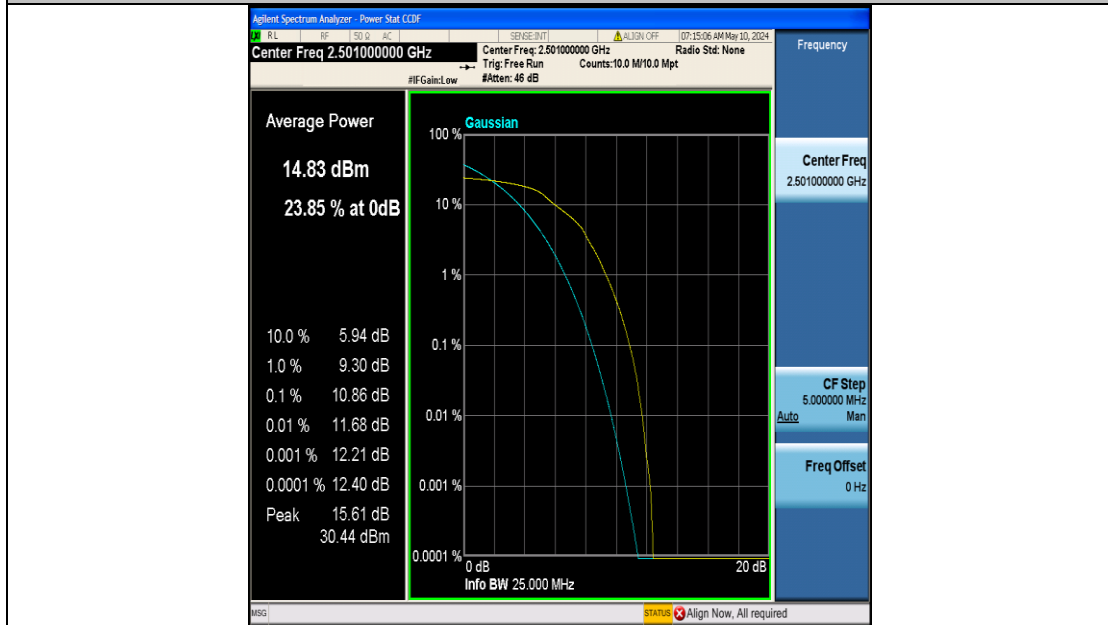 Agilent Spectrum Analyzer - Power Stat CCDF
RL RF 50 Ω AC SENSE:INT ALIGN OFF 07:15:06 AM May 10, 2024
Center Freq 2.501000000 GHz
Center Freq: 2.501000000 GHz Radio Std: None
Trig: Free Run Counts:10.0 M/10.0 Mpt
#IFGain:Low #Atten: 46 dB
Frequency
Average Power
14.83 dBm
23.85 % at 0dB
10.0 % 5.94 dB
1.0 % 9.30 dB
0.1 % 10.86 dB
0.01 % 11.68 dB
0.001 % 12.21 dB
0.0001 % 12.40 dB
Peak 15.61 dB
30.44 dBm
Gaussian
100 %
10 %
1 %
0.1 %
0.01 %
0.001 %
0.0001 %
0 dB 20 dB
Info BW 25.000 MHz
Center Freq
2.501000000 GHz
CF Step
5.000000 MHz
Auto Man
Freq Offset
0 Hz
MSG STATUS Align Now, All required